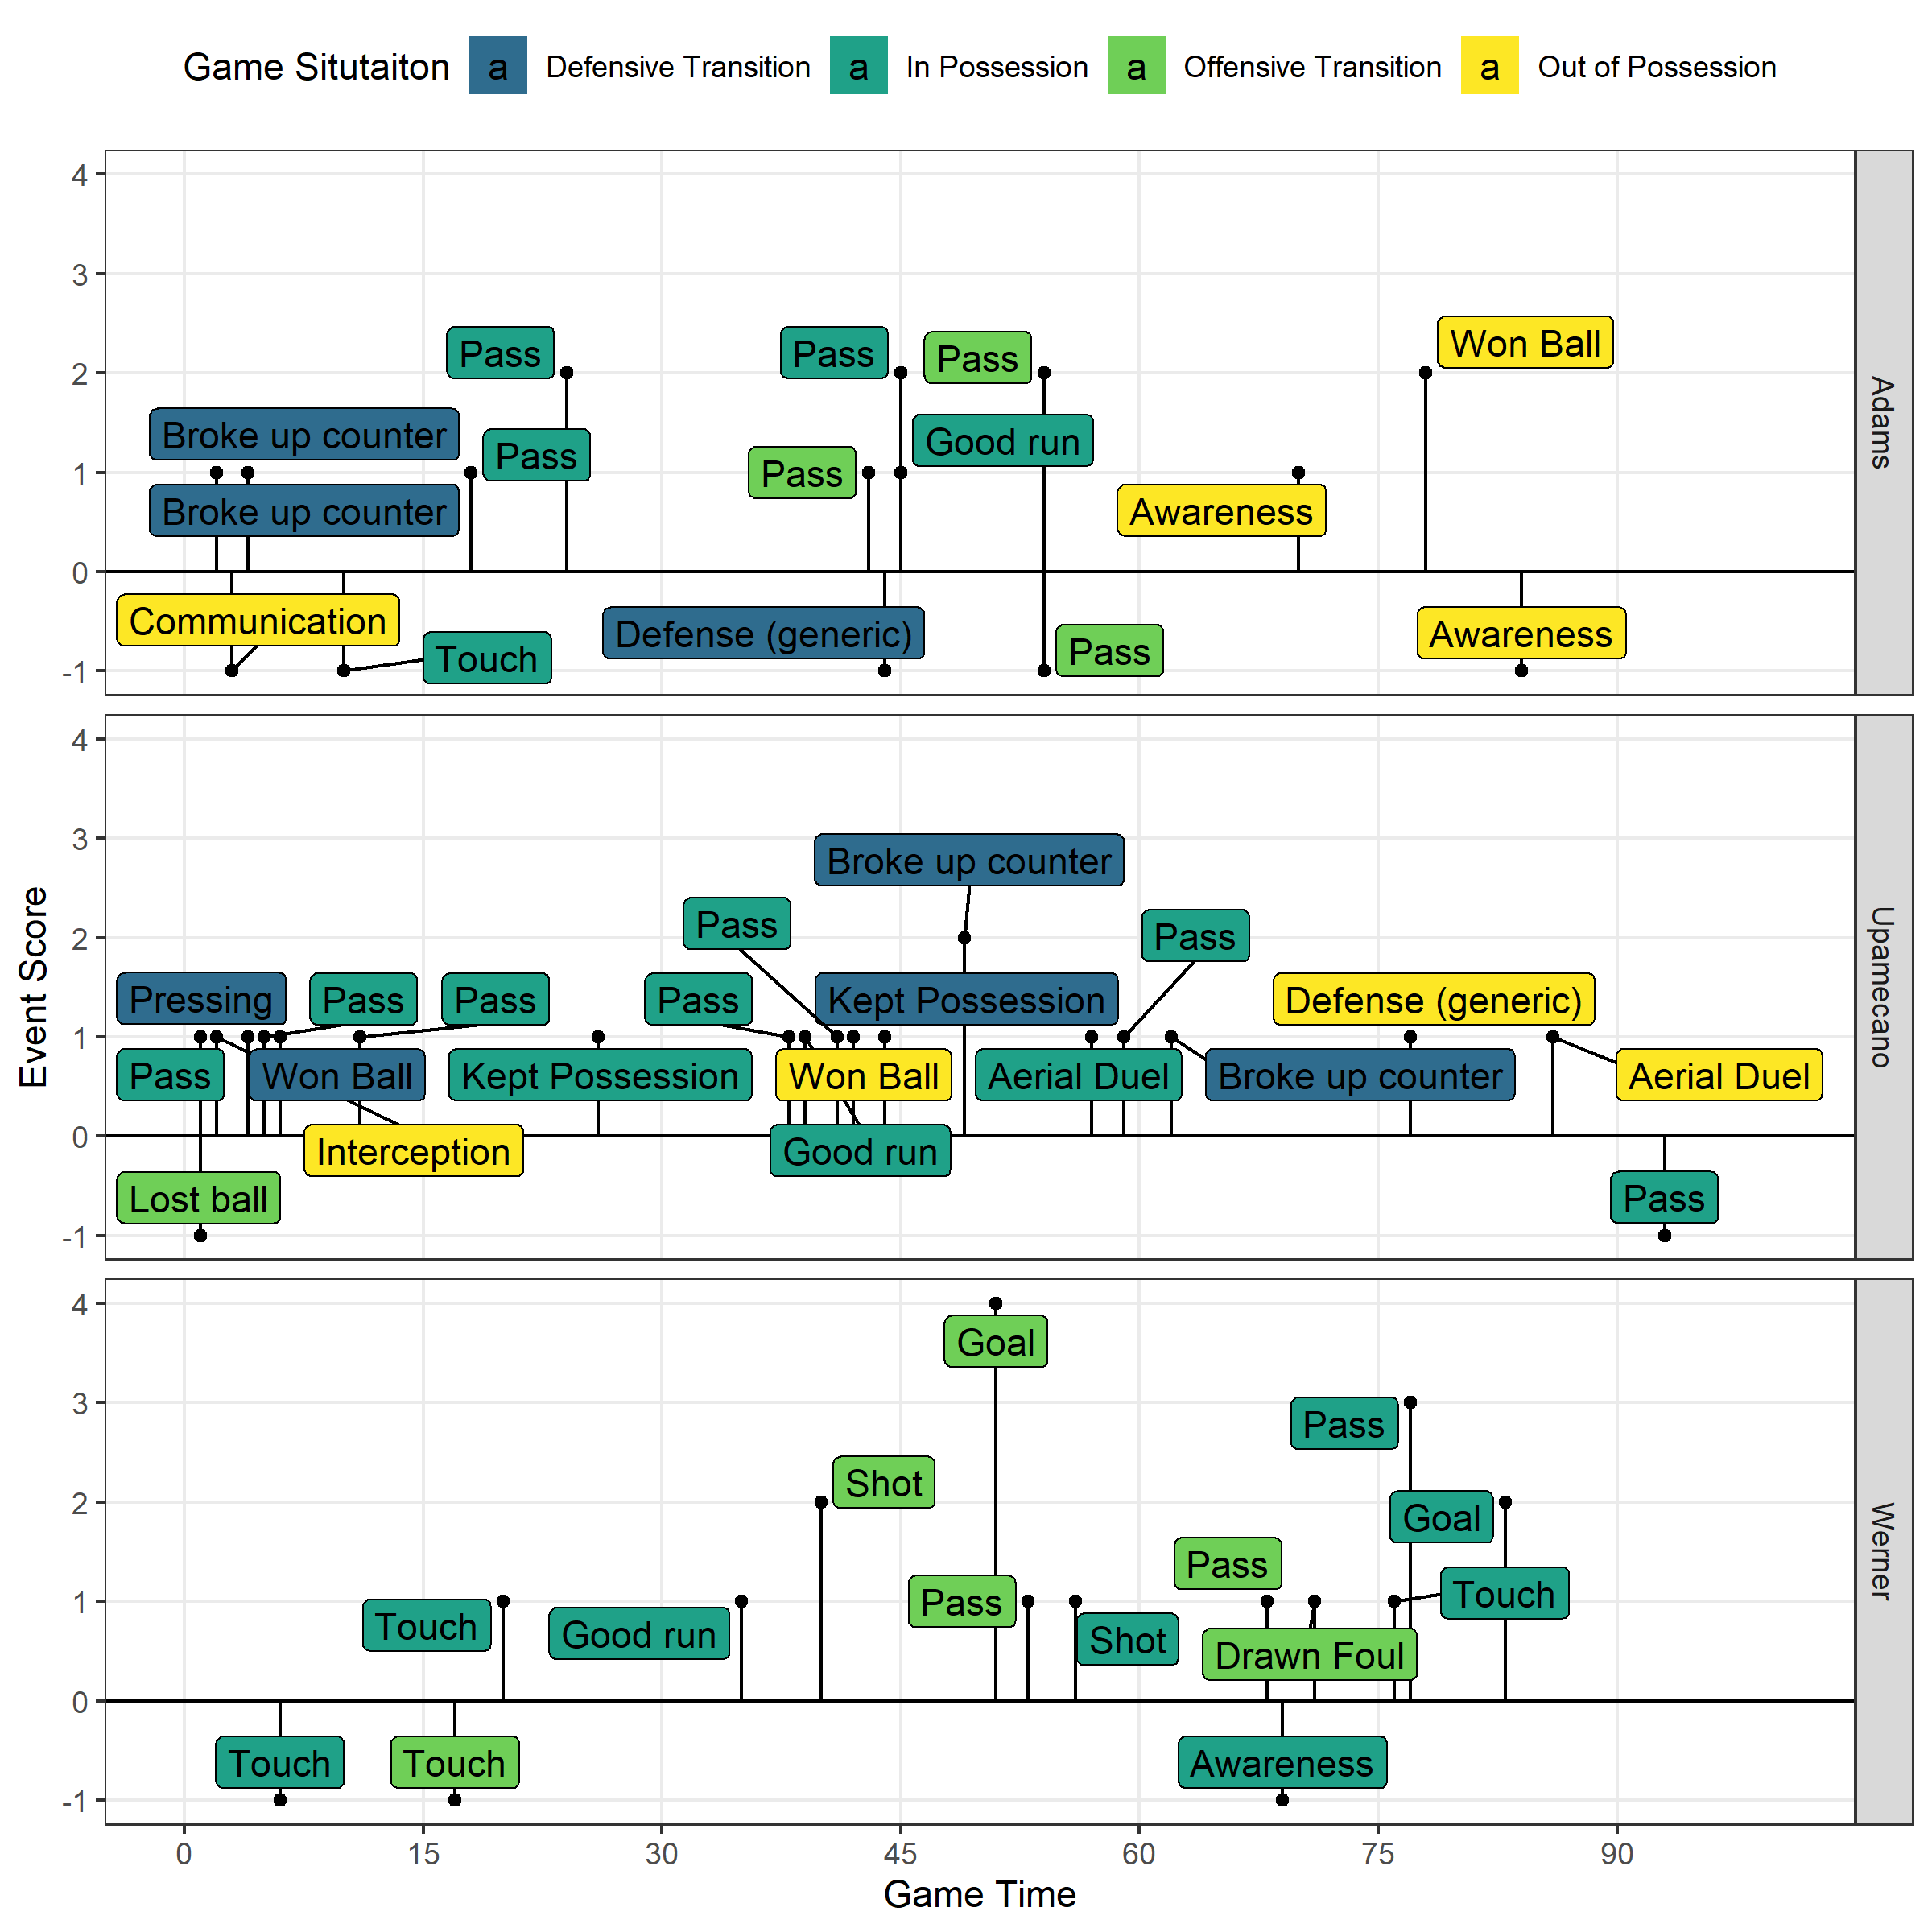 Game Situtaiton a Defensive Transition a In Possession a Offensive Transition a Out of Possession
4
3
2
1
0
-1
Pass
Pass
Pass
Won Ball
Broke up counter
Pass
Good run
Pass
Broke up counter
Awareness
Communication
Touch
Defense (generic)
Pass
Awareness
Adams
Event Score
4
3
2
1
0
-1
Broke up counter
Pass
Pass
Pressing
Pass
Pass
Pass
Kept Possession
Defense (generic)
Pass
Won Ball
Kept Possession
Won Ball
Aerial Duel
Broke up counter
Aerial Duel
Interception
Good run
Lost ball
Pass
Upamecano
4
3
2
1
0
-1
Goal
Pass
Shot
Goal
Pass
Touch
Pass
Touch
Good run
Shot
Drawn Foul
Touch
Touch
Awareness
Werner
0 15 30 45 60 75 90
Game Time